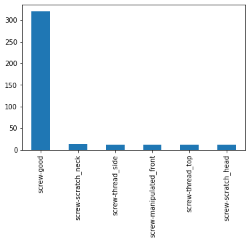 300
250
200
150
100
50
0
screw-good
screw-scratch_neck
screw-thread_side
screw-manipulated_front
screw-thread_top
screw-scratch_head